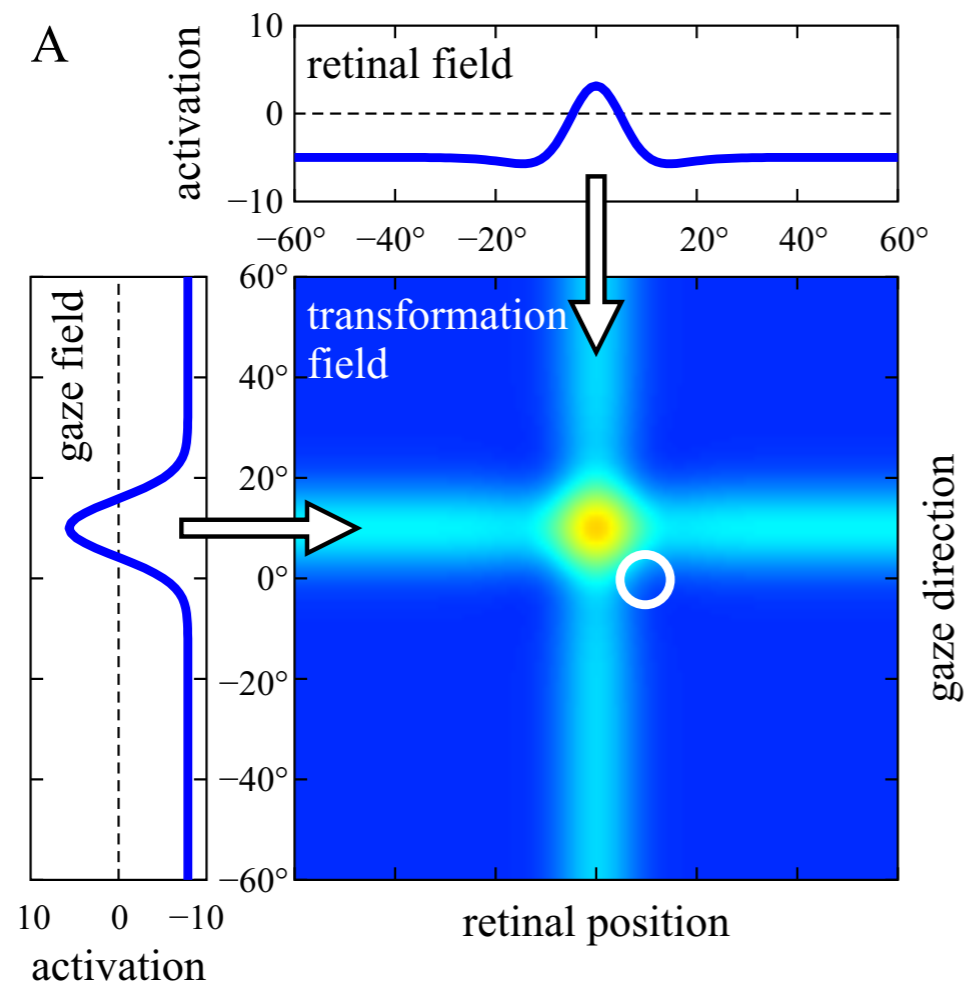 A
activation
10
0
−10
retinal field
−60° −40° −20° 20° 40° 60°
gaze field
10 0 −10
activation
60°
40°
20°
0°
−20°
−40°
−60°
transformation
field
gaze direction
retinal position